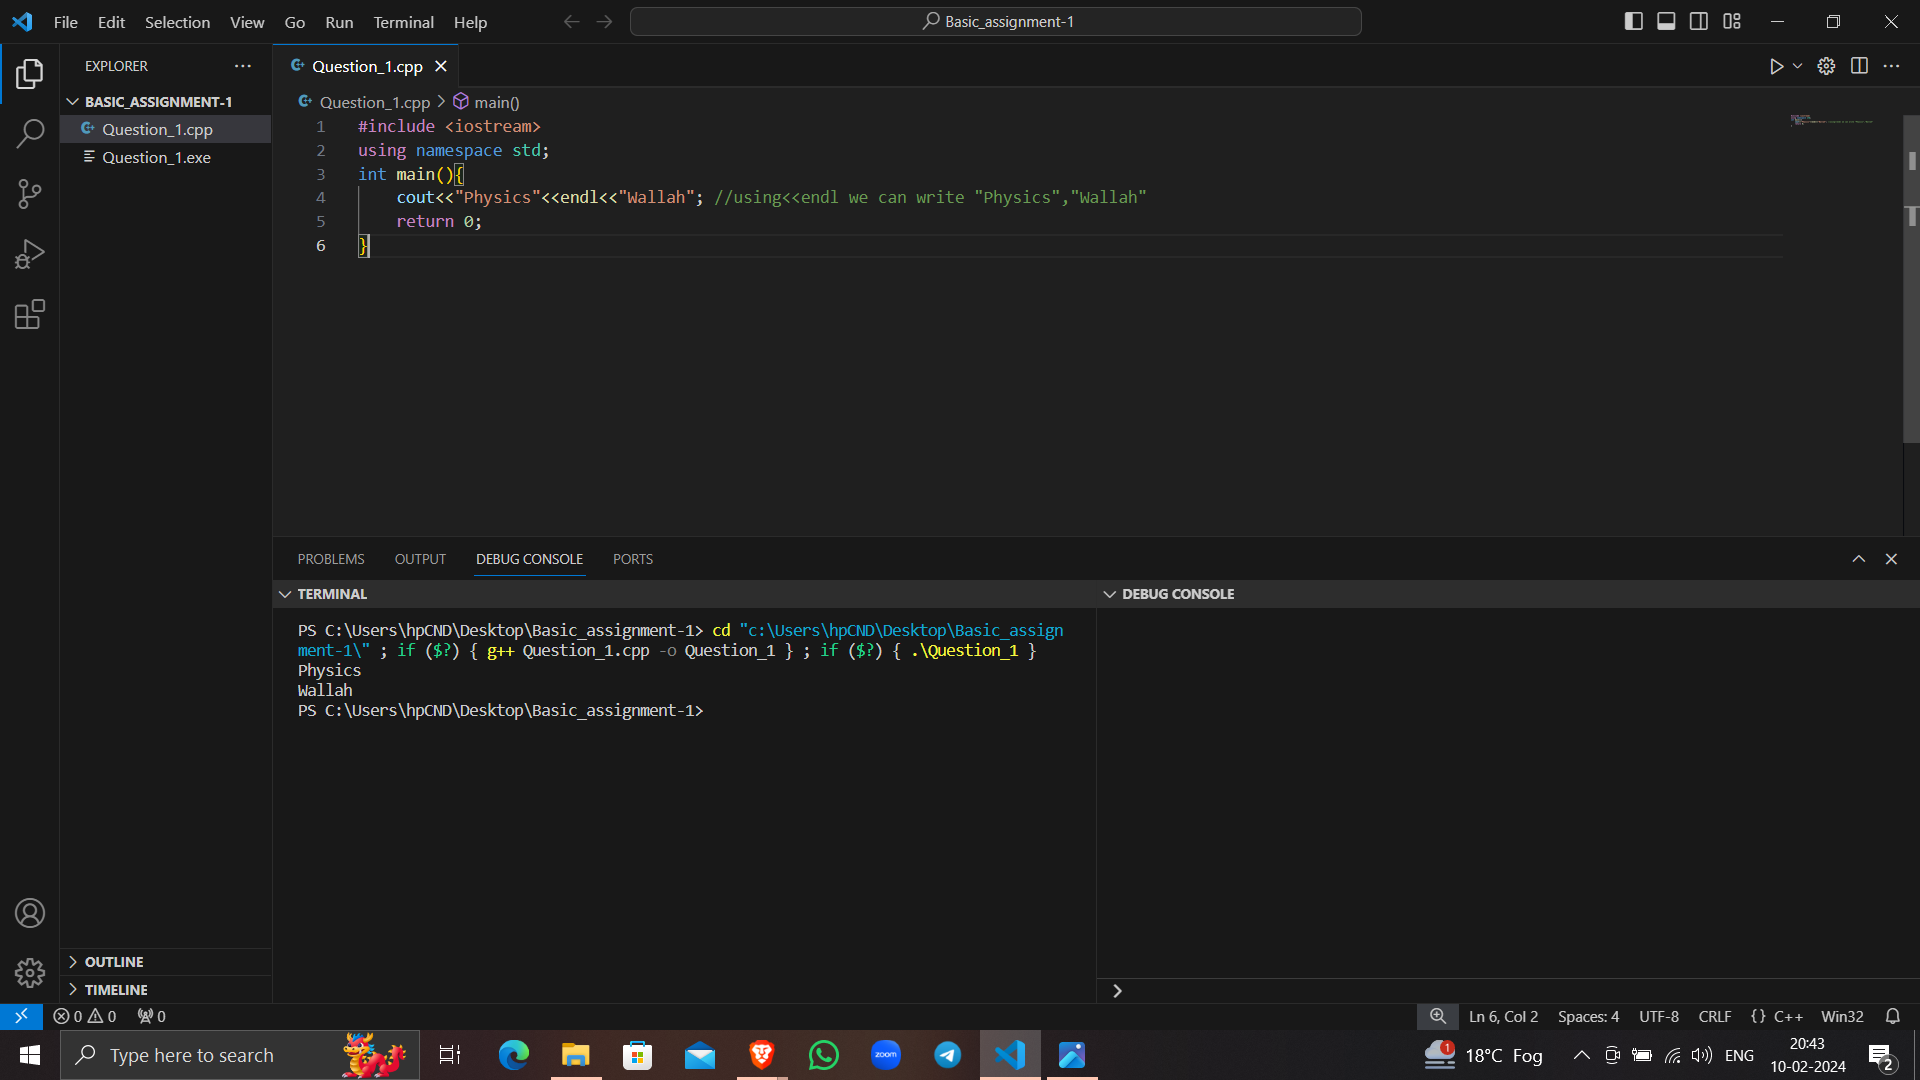 File Edit Selection View Go Run Terminal Help
Basic_assignment-1
EXPLORER
BASIC_ASSIGNMENT-1
Question_1.cpp
Question_1.exe
OUTLINE
TIMELINE
Question_1.cpp
Question_1.cpp > main()
1 #include <iostream>
2 using namespace std;
3 int main(){
4 cout<<"Physics"<<endl<<"Wallah"; //using<<endl we can write "Physics","Wallah"
5 return 0;
6 }
PROBLEMS OUTPUT DEBUG CONSOLE PORTS
TERMINAL
PS C:\Users\hpCND\Desktop\Basic_assignment-1> cd "c:\Users\hpCND\Desktop\Basic_assign
ment-1\" ; if ($?) { g++ Question_1.cpp -o Question_1 } ; if ($?) { .\Question_1 }
Physics
Wallah
PS C:\Users\hpCND\Desktop\Basic_assignment-1>
DEBUG CONSOLE
0 0 0
Ln 6, Col 2 Spaces: 4 UTF-8 CRLF {} C++ Win32
Type here to search
zoom
1
18°C Fog
ENG
20:43
10-02-2024
2